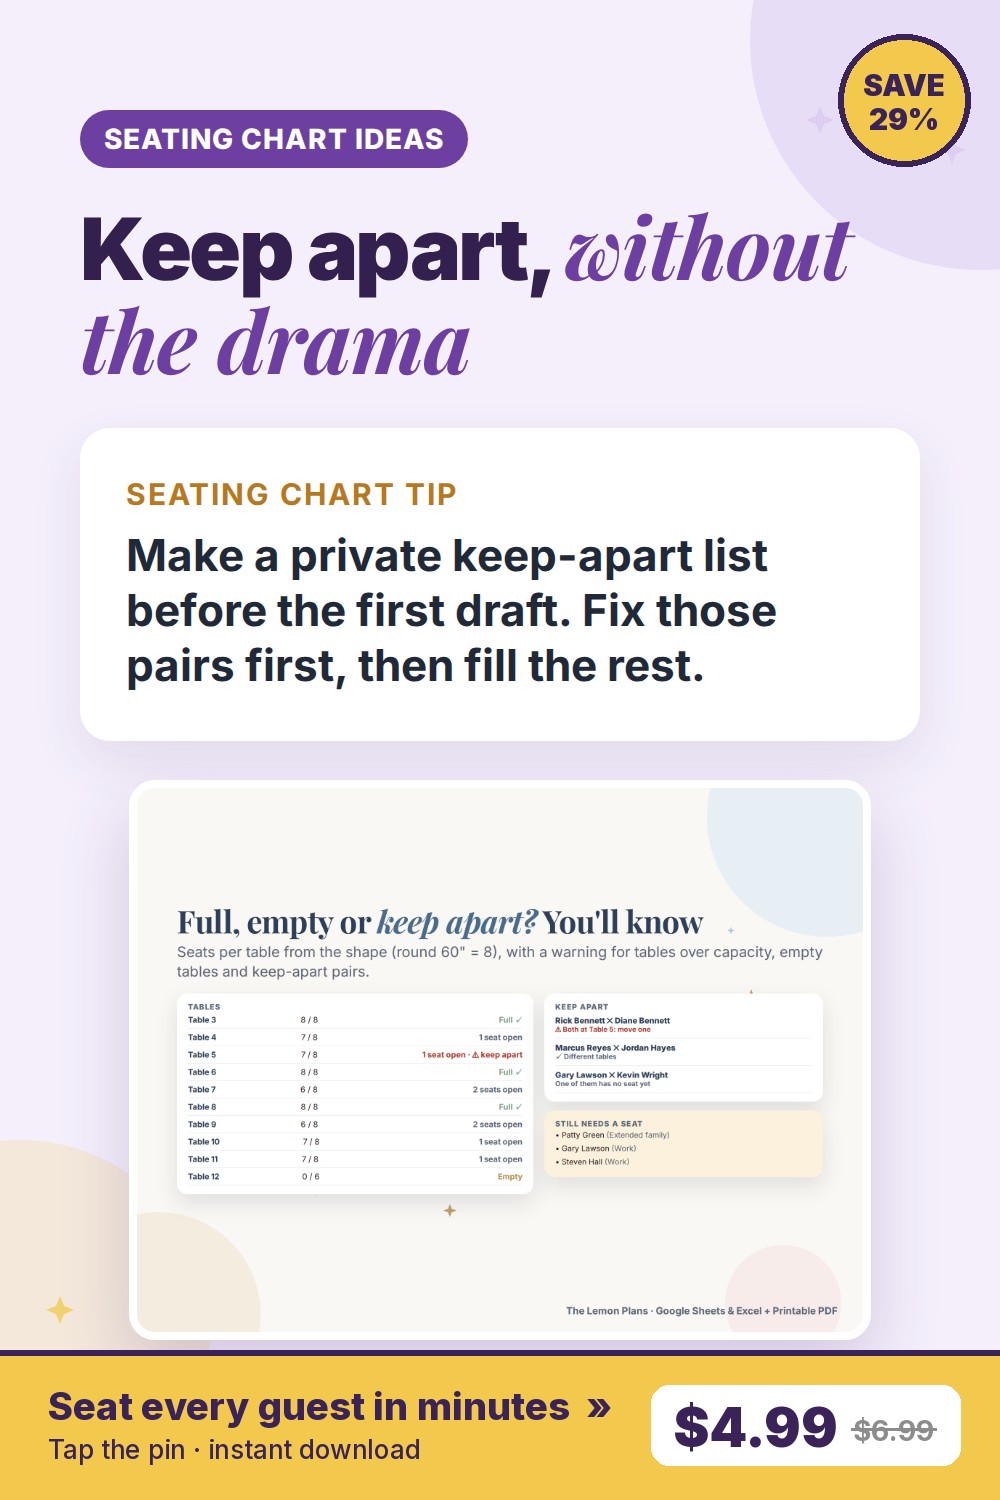 SAVE
29%
SEATING CHART IDEAS
Keep apart, without
the drama
SEATING CHART TIP
Make a private keep-apart list
before the first draft. Fix those
pairs first, then fill the rest.
Full, empty or keep apart? You'll know
Seats per table from the shape (round 60" = 8), with a warning for tables over capacity, empty
tables and keep-apart pairs.
TABLES
Table 3 8 / 8 Full ✓
Table 4 7 / 8 1 seat open
Table 5 7 / 8 1 seat open · ⚠ keep apart
Table 6 8 / 8 Full ✓
Table 7 6 / 8 2 seats open
Table 8 8 / 8 Full ✓
Table 9 6 / 8 2 seats open
Table 10 7 / 8 1 seat open
Table 11 7 / 8 1 seat open
Table 12 0 / 6 Empty
KEEP APART
Rick Bennett ✕ Diane Bennett
⚠ Both at Table 5: move one
Marcus Reyes ✕ Jordan Hayes
✓ Different tables
Gary Lawson ✕ Kevin Wright
One of them has no seat yet
STILL NEEDS A SEAT
• Patty Green (Extended family)
• Gary Lawson (Work)
• Steven Hall (Work)
The Lemon Plans · Google Sheets & Excel + Printable PDF
Seat every guest in minutes »
Tap the pin · instant download
$4.99 $6.99